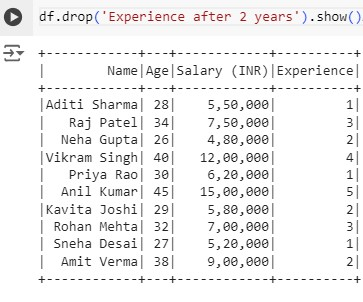 df.drop('Experience after 2 years').show()
+------------+---+------------+----------+
|        Name|Age|Salary (INR)|Experience|
+------------+---+------------+----------+
|Aditi Sharma| 28|    5,50,000|         1|
|   Raj Patel| 34|    7,50,000|         3|
|  Neha Gupta| 26|    4,80,000|         2|
|Vikram Singh| 40|   12,00,000|         4|
|   Priya Rao| 30|    6,20,000|         1|
|  Anil Kumar| 45|   15,00,000|         5|
|Kavita Joshi| 29|    5,80,000|         2|
| Rohan Mehta| 32|    7,00,000|         3|
|Sneha Desai| 27|    5,20,000|         1|
|  Amit Verma| 38|    9,00,000|         2|
+------------+---+------------+----------+